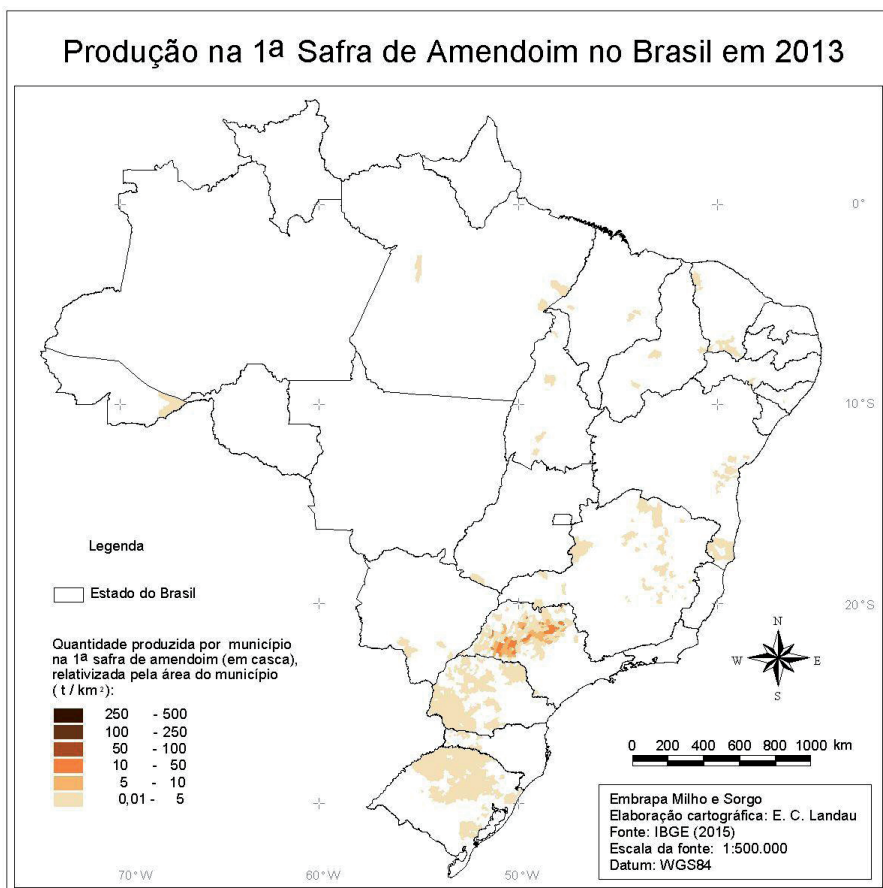 Produção na 1ª Safra de Amendoim no Brasil em 2013
0°
10°S
20°S
Legenda
Estado do Brasil
Quantidade produzida por município
na 1ª safra de amendoim (em casca),
relativizada pela área do município
( t / km²):
250 - 500
100 - 250
50 - 100
10 - 50
5 - 10
0,01 - 5
N
W E
S
0 200 400 600 800 1000 km
Embrapa Milho e Sorgo
Elaboração cartográfica: E. C. Landau
Fonte: IBGE (2015)
Escala da fonte: 1:500.000
Datum: WGS84
70°W 60°W 50°W